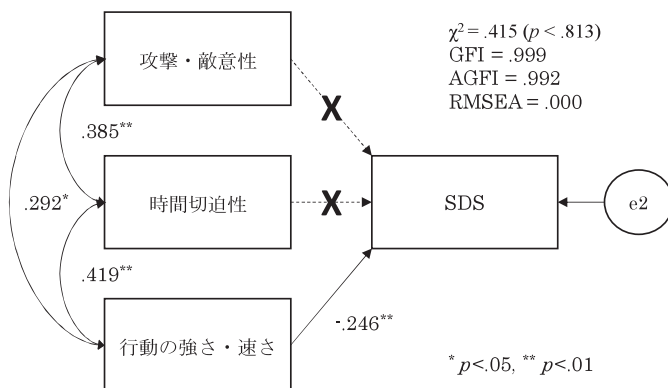 攻撃・敵意性
時間切迫性
行動の強さ・速さ
SDS
e2
.385**
.292*
.419**
-.246**
χ² = .415 (p < .813)
GFI = .999
AGFI = .992
RMSEA = .000
X
X
* p<.05, ** p<.01